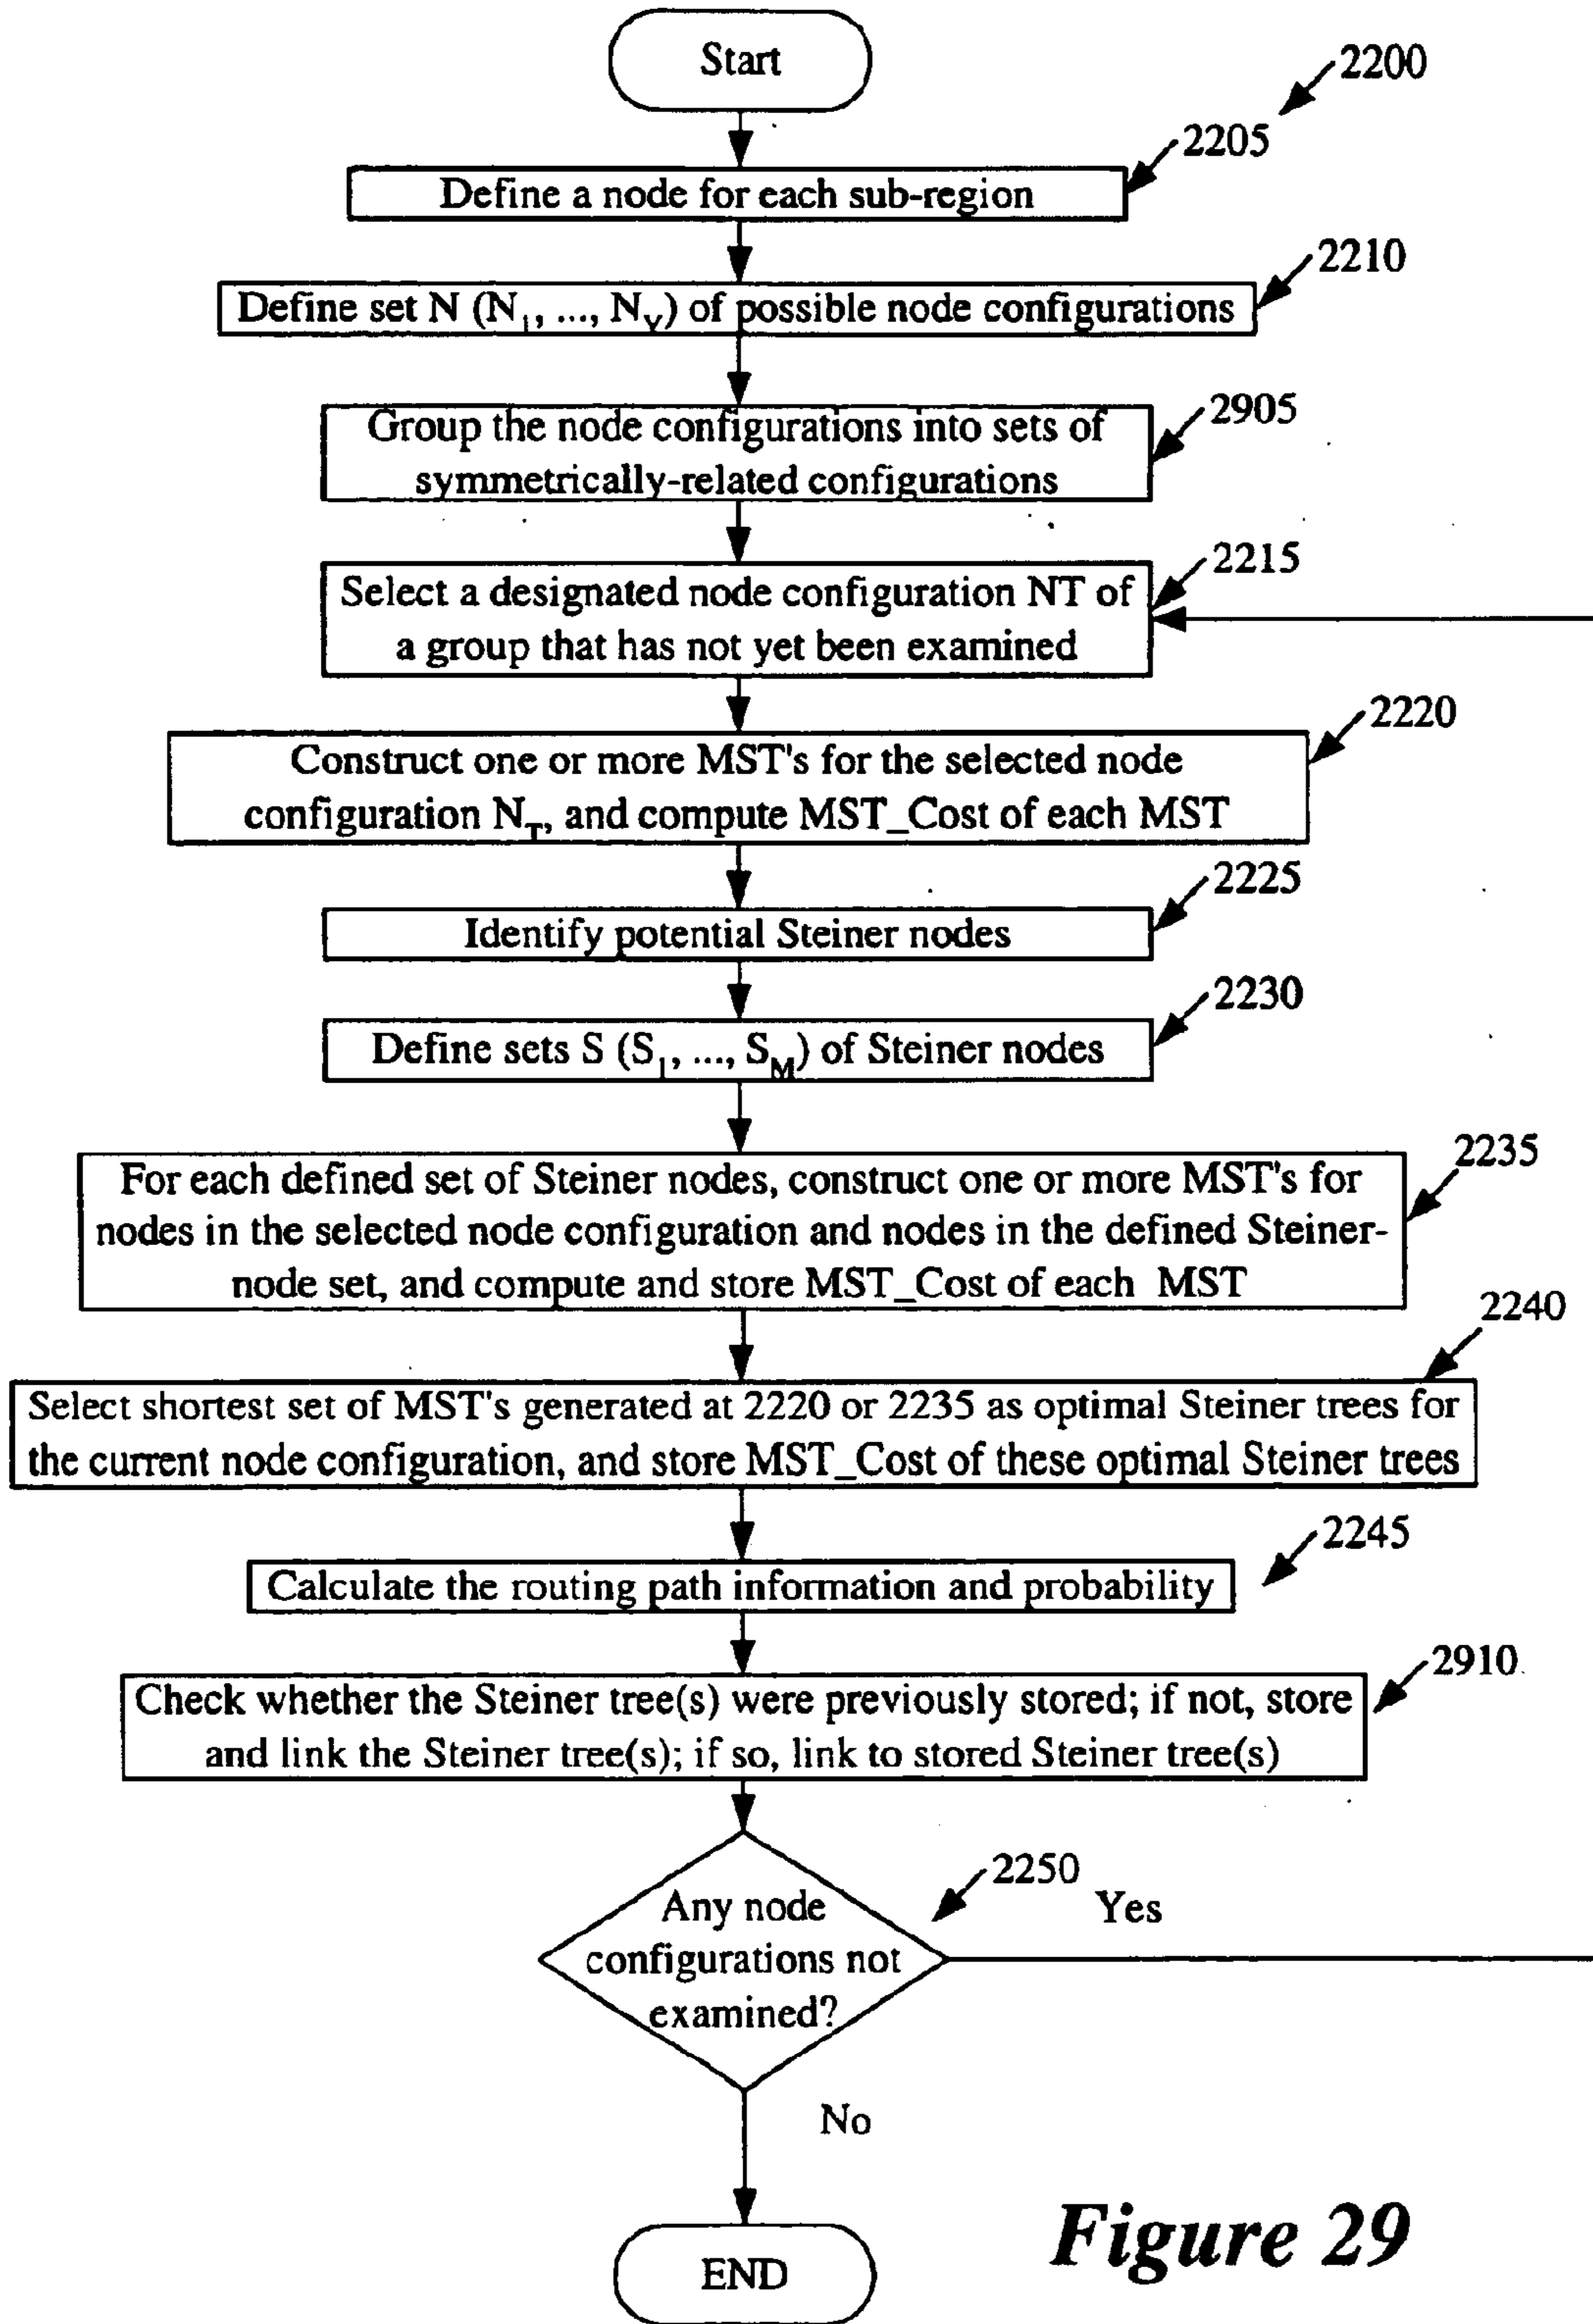 Start
2200
2205
Define a node for each sub-region
2210
Define set N (N₁, ..., Nᵧ) of possible node configurations
2905
Group the node configurations into sets of
symmetrically-related configurations
2215
Select a designated node configuration NT of
a group that has not yet been examined
2220
Construct one or more MST's for the selected node
configuration N_T, and compute MST_Cost of each MST
2225
Identify potential Steiner nodes
2230
Define sets S (S₁, ..., S_M) of Steiner nodes
2235
For each defined set of Steiner nodes, construct one or more MST's for
nodes in the selected node configuration and nodes in the defined Steiner-
node set, and compute and store MST_Cost of each MST
2240
Select shortest set of MST's generated at 2220 or 2235 as optimal Steiner trees for
the current node configuration, and store MST_Cost of these optimal Steiner trees
2245
Calculate the routing path information and probability
2910
Check whether the Steiner tree(s) were previously stored; if not, store
and link the Steiner tree(s); if so, link to stored Steiner tree(s)
2250
Any node
configurations not
examined?
Yes
No
END
Figure 29